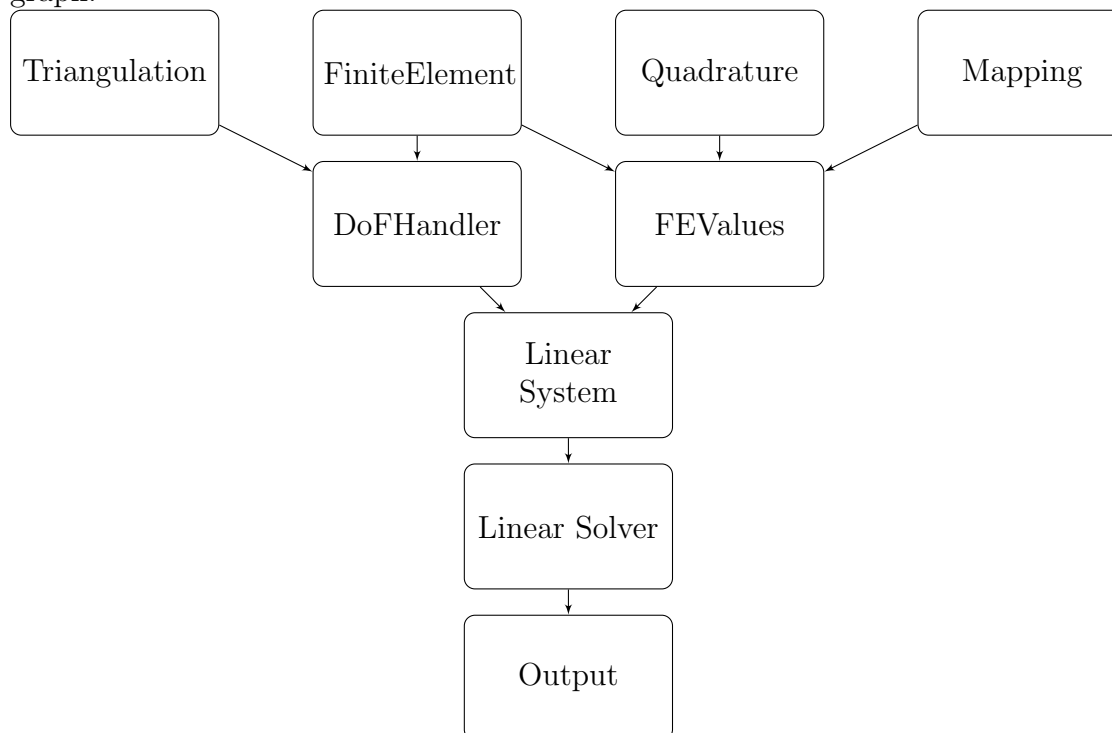 graph.
Triangulation
FiniteElement
Quadrature
Mapping
DoFHandler
FEValues
Linear
System
Linear Solver
Output